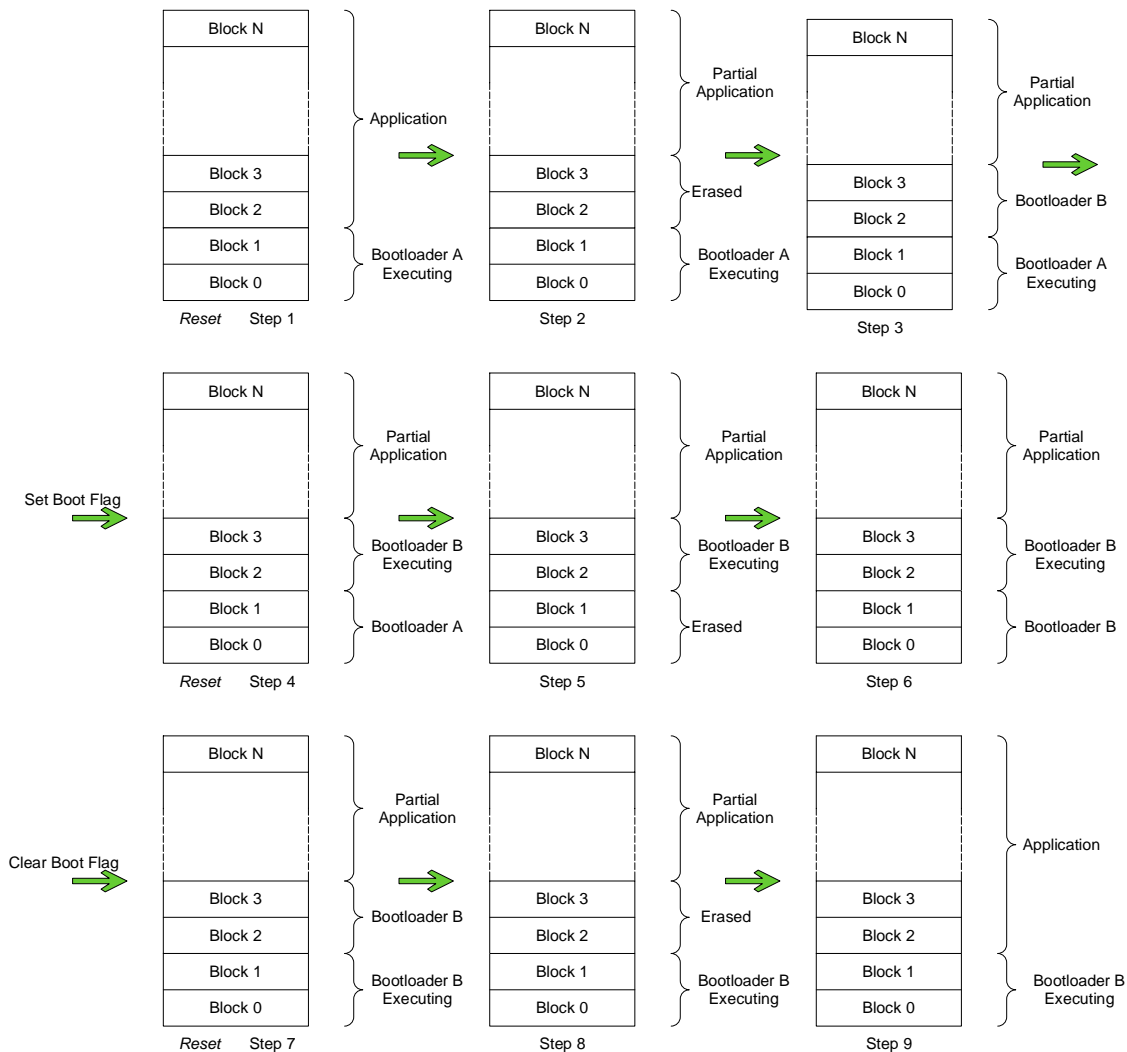 Block N
Block 3
Block 2
Block 1
Block 0
Application
Bootloader A
Executing
Reset Step 1
Block N
Block 3
Block 2
Block 1
Block 0
Partial
Application
Erased
Bootloader A
Executing
Step 2
Block N
Block 3
Block 2
Block 1
Block 0
Partial
Application
Bootloader B
Bootloader A
Executing
Step 3
Set Boot Flag
Block N
Block 3
Block 2
Block 1
Block 0
Partial
Application
Bootloader B
Executing
Bootloader A
Reset Step 4
Block N
Block 3
Block 2
Block 1
Block 0
Partial
Application
Bootloader B
Executing
Erased
Step 5
Block N
Block 3
Block 2
Block 1
Block 0
Partial
Application
Bootloader B
Executing
Bootloader B
Step 6
Clear Boot Flag
Block N
Block 3
Block 2
Block 1
Block 0
Partial
Application
Bootloader B
Bootloader B
Executing
Reset Step 7
Block N
Block 3
Block 2
Block 1
Block 0
Partial
Application
Erased
Bootloader B
Executing
Step 8
Block N
Block 3
Block 2
Block 1
Block 0
Application
Bootloader B
Executing
Step 9